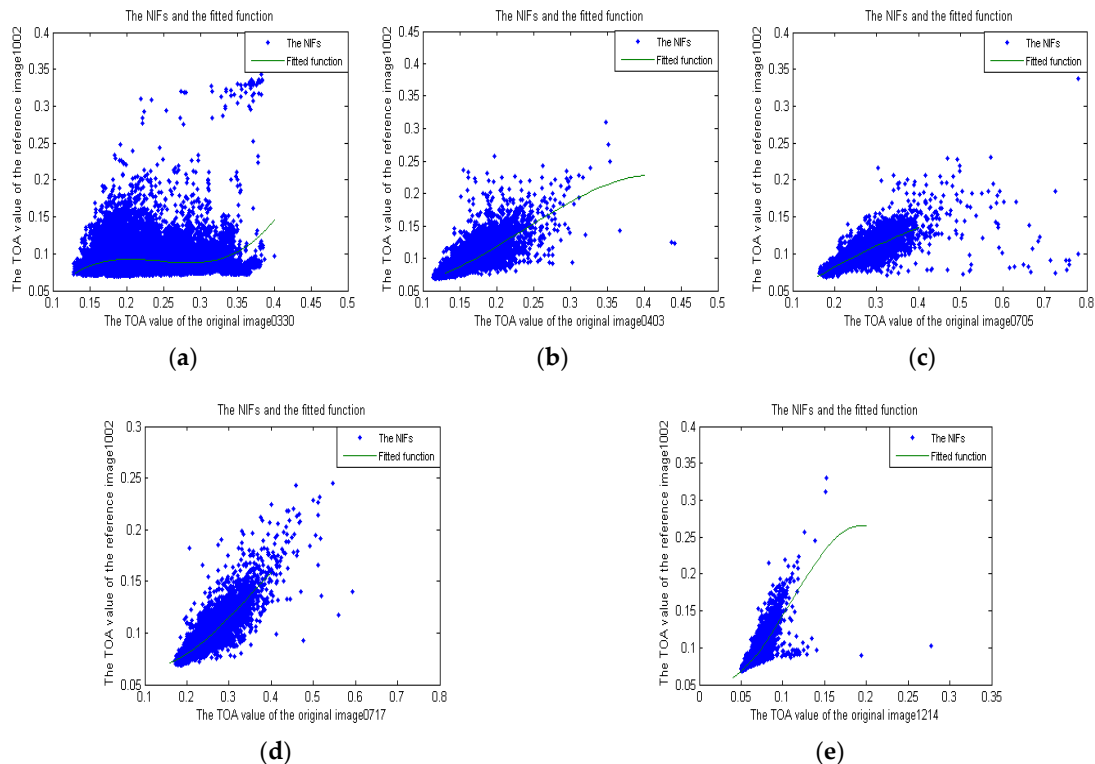 The NIFs and the fitted function
The TOA value of the reference image1002
0.4
0.35
0.3
0.25
0.2
0.15
0.1
0.05
0.1 0.15 0.2 0.25 0.3 0.35 0.4 0.45 0.5
The TOA value of the original image0330
The NIFs
Fitted function
(a)
The NIFs and the fitted function
The TOA value of the reference image1002
0.45
0.4
0.35
0.3
0.25
0.2
0.15
0.1
0.05
0.1 0.15 0.2 0.25 0.3 0.35 0.4 0.45 0.5
The TOA value of the original image0403
The NIFs
Fitted function
(b)
The NIFs and the fitted function
The TOA value of the reference image1002
0.4
0.35
0.3
0.25
0.2
0.15
0.1
0.05
0.1 0.2 0.3 0.4 0.5 0.6 0.7 0.8
The TOA value of the original image0705
The NIFs
Fitted function
(c)
The NIFs and the fitted function
The TOA value of the reference image1002
0.3
0.25
0.2
0.15
0.1
0.05
0.1 0.2 0.3 0.4 0.5 0.6 0.7 0.8
The TOA value of the original image0717
The NIFs
Fitted function
(d)
The NIFs and the fitted function
The TOA value of the reference image1002
0.4
0.35
0.3
0.25
0.2
0.15
0.1
0.05
0 0.05 0.1 0.15 0.2 0.25 0.3 0.35
The TOA value of the original image1214
The NIFs
Fitted function
(e)